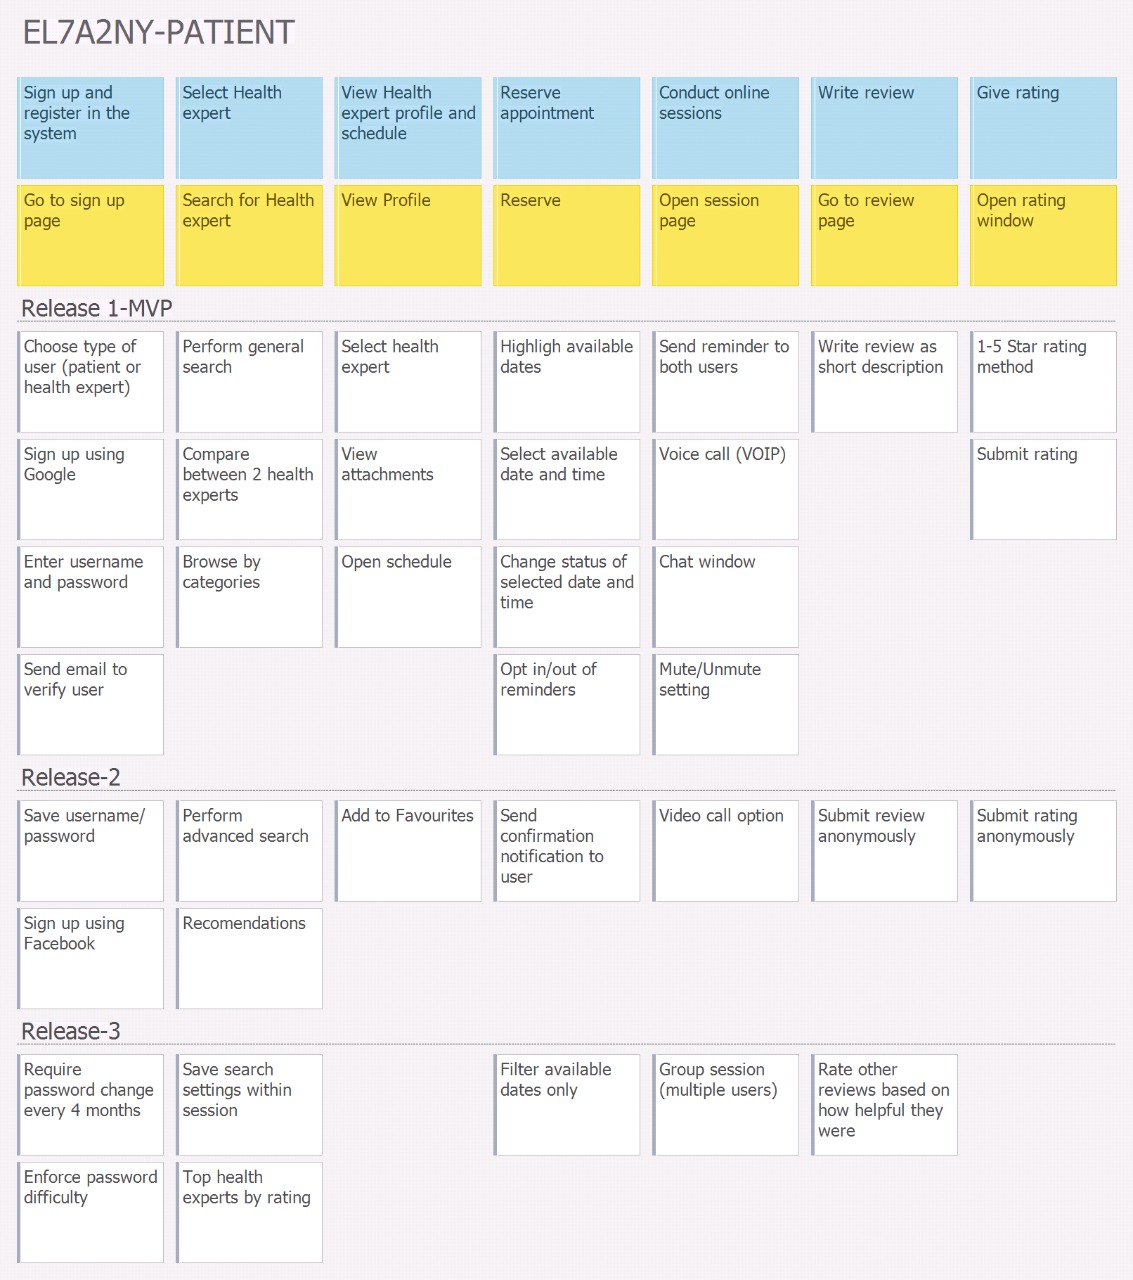 EL7A2NY-PATIENT
Sign up and
register in the
system
Select Health
expert
View Health
expert profile and
schedule
Reserve
appointment
Conduct online
sessions
Write review
Give rating
Go to sign up
page
Search for Health
expert
View Profile
Reserve
Open session
page
Go to review
page
Open rating
window
Release 1-MVP
Choose type of
user (patient or
health expert)
Perform general
search
Select health
expert
Highligh available
dates
Send reminder to
both users
Write review as
short description
1-5 Star rating
method
Sign up using
Google
Compare
between 2 health
experts
View
attachments
Select available
date and time
Voice call (VOIP)
Submit rating
Enter username
and password
Browse by
categories
Open schedule
Change status of
selected date and
time
Chat window
Send email to
verify user
Opt in/out of
reminders
Mute/Unmute
setting
Release-2
Save username/
password
Perform
advanced search
Add to Favourites
Send
confirmation
notification to
user
Video call option
Submit review
anonymously
Submit rating
anonymously
Sign up using
Facebook
Recomendations
Release-3
Require
password change
every 4 months
Save search
settings within
session
Filter available
dates only
Group session
(multiple users)
Rate other
reviews based on
how helpful they
were
Enforce password
difficulty
Top health
experts by rating